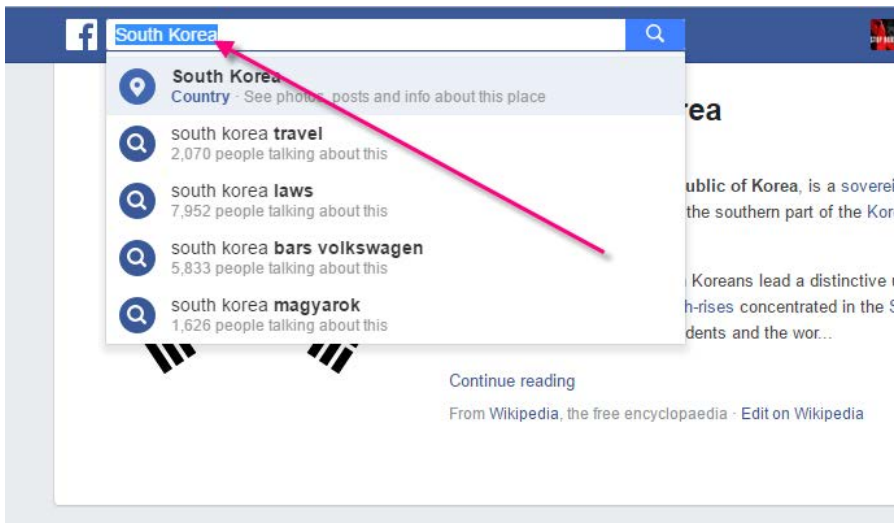 South Korea
South Korea
Country · See photos, posts and info about this place
south korea travel
2,070 people talking about this
south korea laws
7,952 people talking about this
south korea bars volkswagen
5,833 people talking about this
south korea magyarok
1,626 people talking about this
rea
ublic of Korea, is a soverei
the southern part of the Kor
Koreans lead a distinctive
h-rises concentrated in the S
dents and the wor...
Continue reading
From Wikipedia, the free encyclopaedia · Edit on Wikipedia